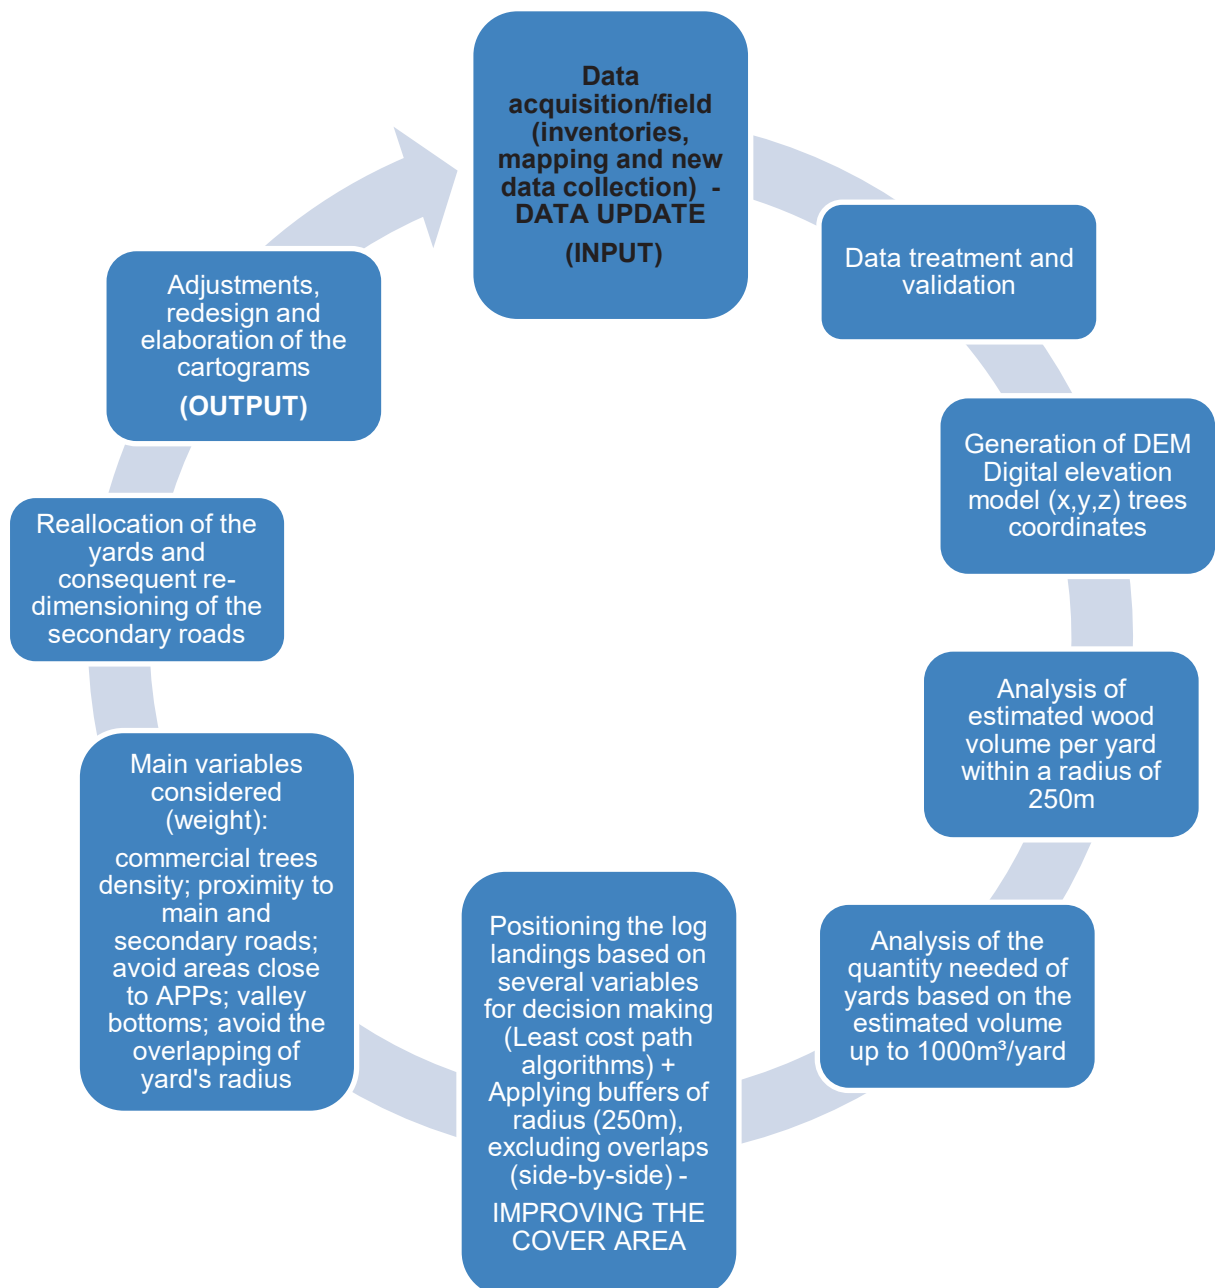 Data
acquisition/field
(inventories,
mapping and new
data collection)  -
DATA UPDATE
(INPUT)
Data treatment and
validation
Generation of DEM
Digital elevation
model (x,y,z) trees
coordinates
Analysis of
estimated wood
volume per yard
within a radius of
250m
Analysis of the
quantity needed of
yards based on the
estimated volume
up to 1000m³/yard
Positioning the log
landings based on
several variables
for decision making
(Least cost path
algorithms) +
Applying buffers of
radius (250m),
excluding overlaps
(side-by-side) -
IMPROVING THE
COVER AREA
Main variables
considered
(weight):
commercial trees
density; proximity to
main and
secondary roads;
avoid areas close
to APPs; valley
bottoms; avoid the
overlapping of
yard's radius
Reallocation of the
yards and
consequent re-
dimensioning of the
secondary roads
Adjustments,
redesign and
elaboration of the
cartograms
(OUTPUT)